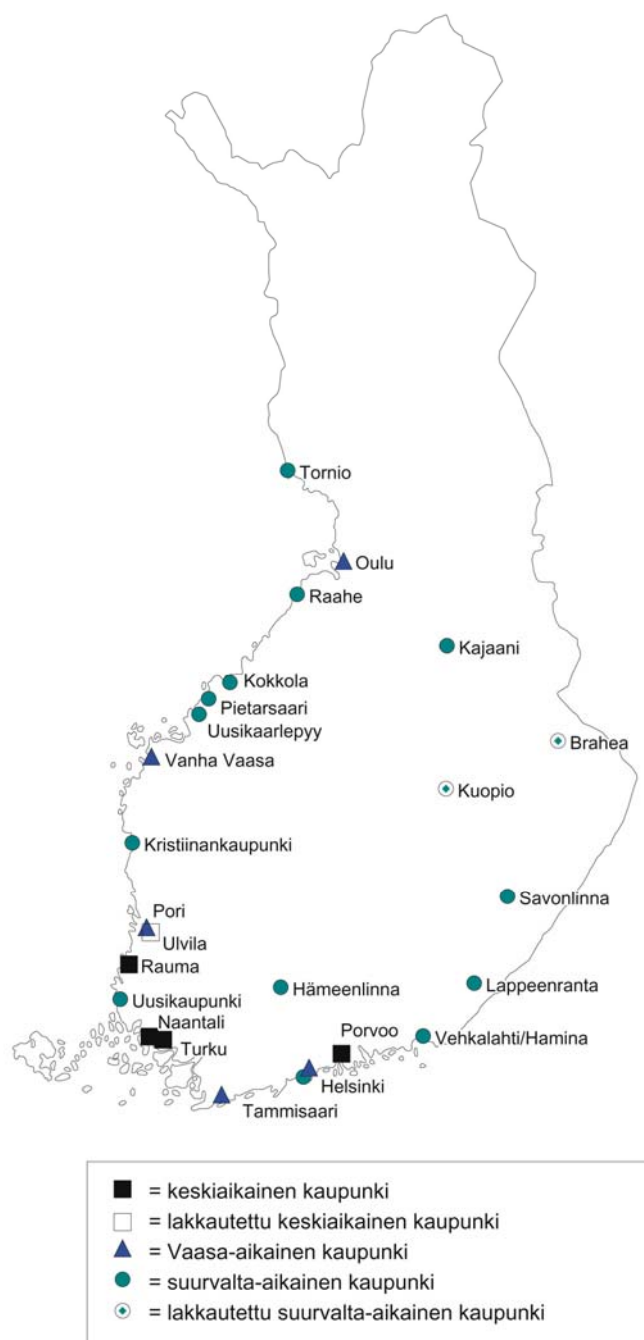 Tornio
Oulu
Raahe
Kajaani
Kokkola
Pietarsaari
Uusikaarlepyy
Brahea
Vanha Vaasa
Kuopio
Kristiinankaupunki
Savonlinna
Pori
Ulvila
Rauma
Lappeenranta
Hämeenlinna
Uusikaupunki
Naantali
Porvoo
Vehkalahti/Hamina
Turku
Helsinki
Tammisaari
= keskiaikainen kaupunki
= lakkautettu keskiaikainen kaupunki
= Vaasa-aikainen kaupunki
= suurvalta-aikainen kaupunki
= lakkautettu suurvalta-aikainen kaupunki